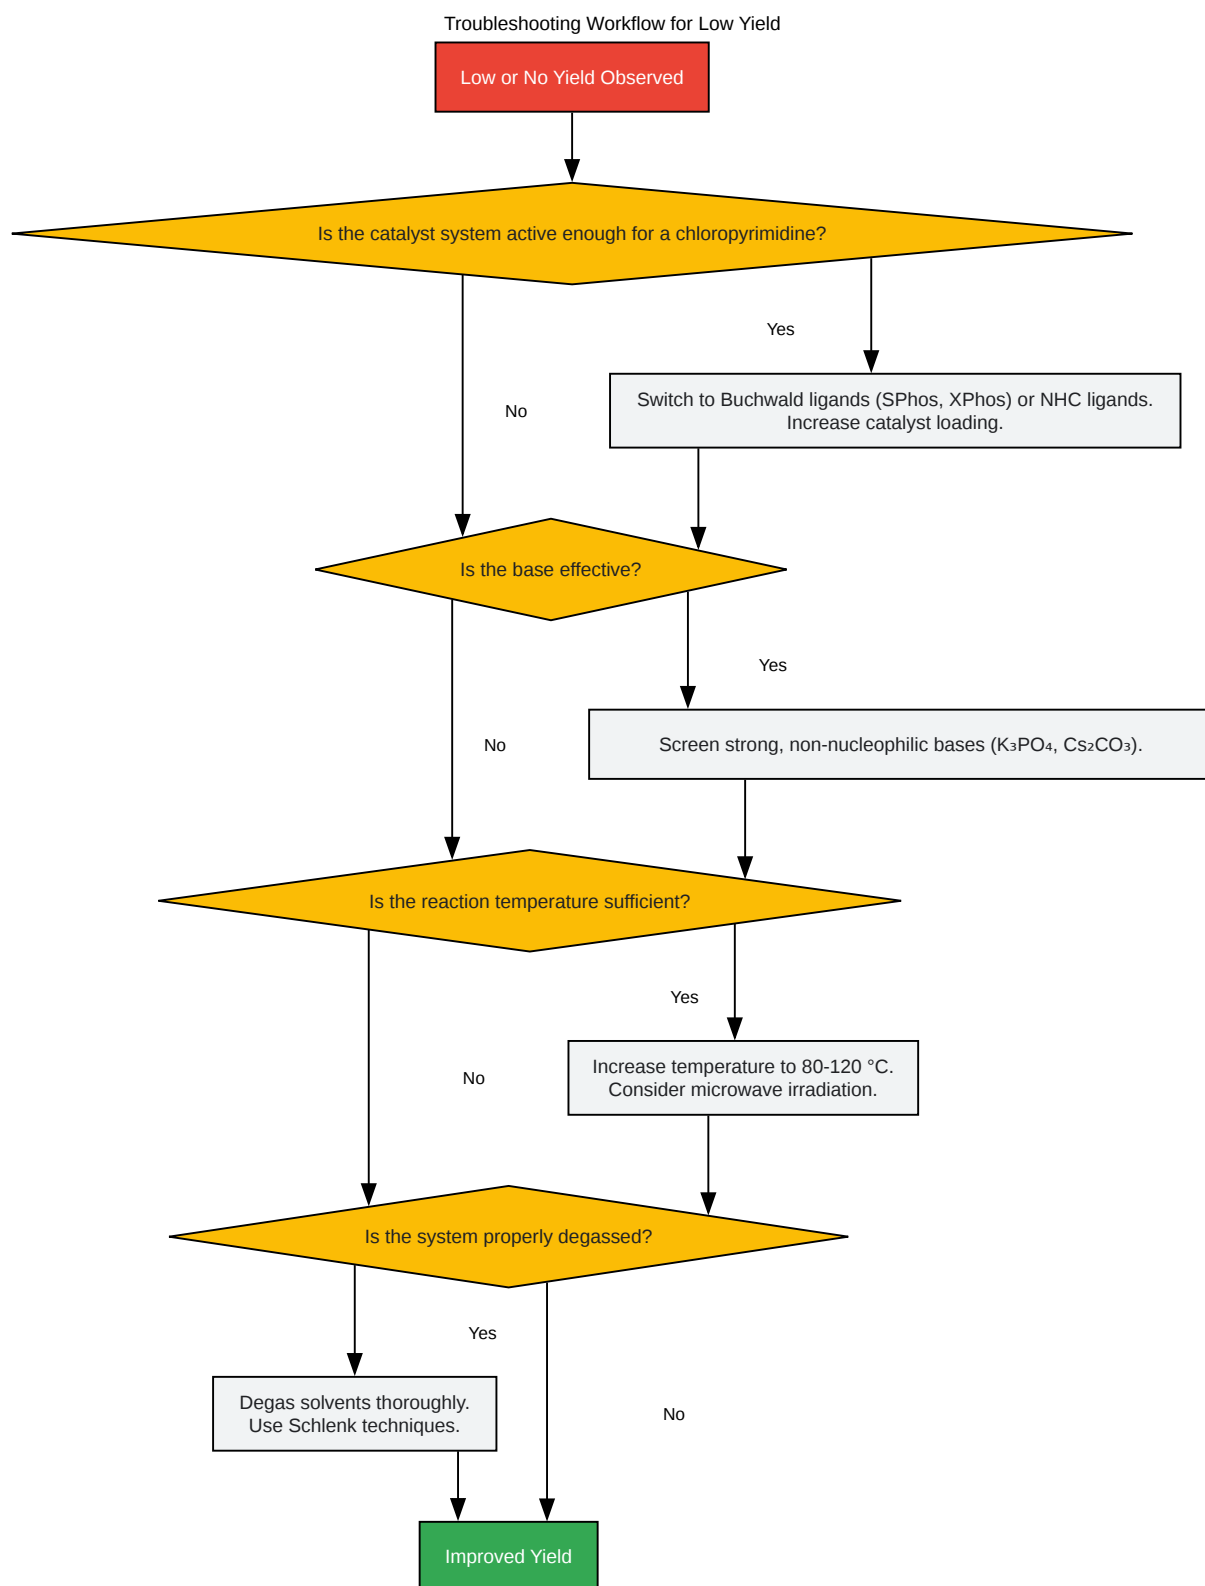 Troubleshooting Workflow for Low Yield
Low or No Yield Observed
Is the catalyst system active enough for a chloropyrimidine?
Yes
Switch to Buchwald ligands (SPhos, XPhos) or NHC ligands.
Increase catalyst loading.
No
Is the base effective?
Yes
Screen strong, non-nucleophilic bases (K₃PO₄, Cs₂CO₃).
No
Is the reaction temperature sufficient?
Yes
Increase temperature to 80-120 °C.
Consider microwave irradiation.
No
Is the system properly degassed?
Yes
Degas solvents thoroughly.
Use Schlenk techniques.
No
Improved Yield